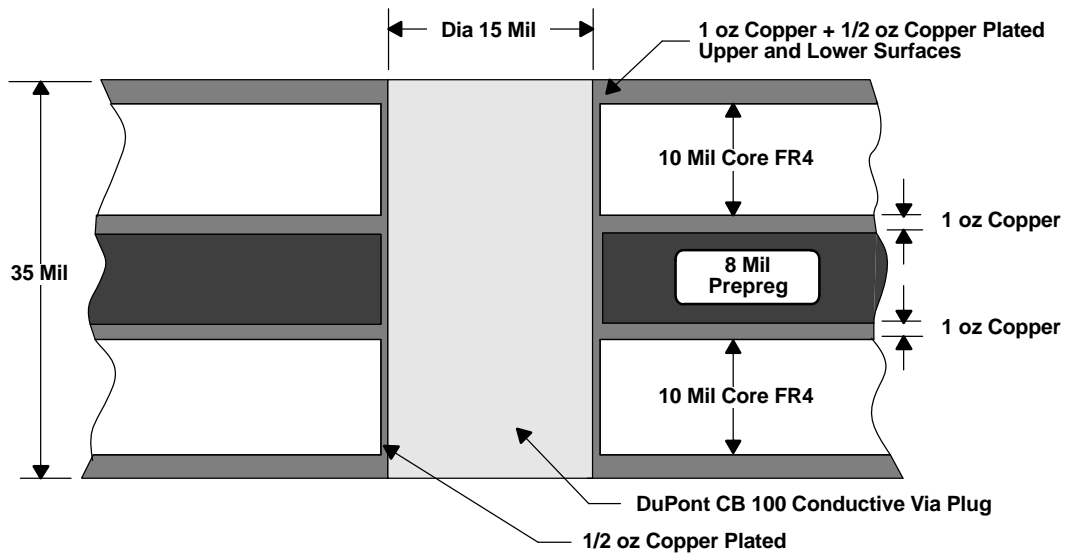 Dia 15 Mil
1 oz Copper + 1/2 oz Copper Plated
Upper and Lower Surfaces
10 Mil Core FR4
1 oz Copper
35 Mil
8 Mil
Prepreg
1 oz Copper
10 Mil Core FR4
DuPont CB 100 Conductive Via Plug
1/2 oz Copper Plated